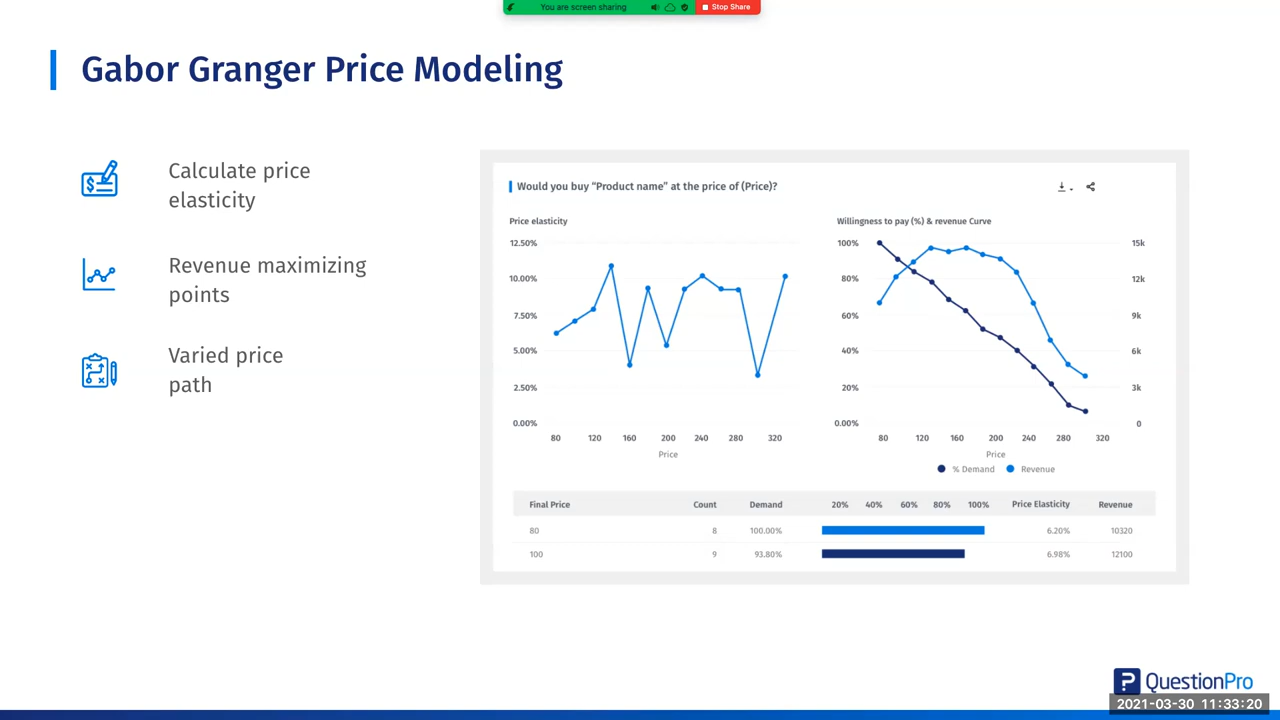 You are screen sharing
Stop Share
Gabor Granger Price Modeling
Calculate price
elasticity
Revenue maximizing
points
Varied price
path
Would you buy “Product name” at the price of (Price)?
Price elasticity
12.50%
10.00%
7.50%
5.00%
2.50%
0.00%
80 120 160 200 240 280 320
Price
Willingness to pay (%) & revenue Curve
100% 15k
80% 12k
60% 9k
40% 6k
20% 3k
0.00% 0
80 120 160 200 240 280 320
Price
% Demand Revenue
Final Price Count Demand 20% 40% 60% 80% 100% Price Elasticity Revenue
80 8 100.00% 6.20% 10320
100 9 93.80% 6.98% 12100
QuestionPro
2021-03-30 11:33:20